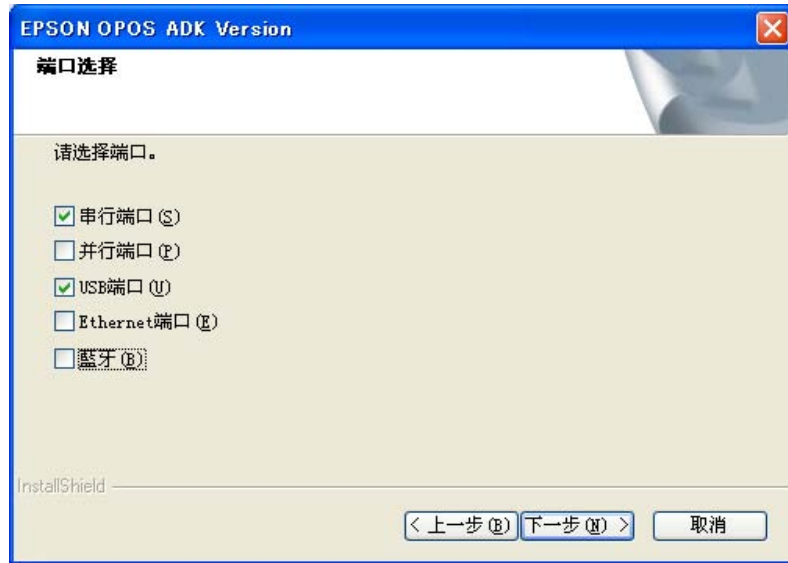 EPSON OPOS ADK Version
端口选择
请选择端口。
串行端口(S)
并行端口(P)
USB端口(U)
Ethernet端口(E)
藍牙(B)
InstallShield
< 上一步(B) 下一步(N) > 取消